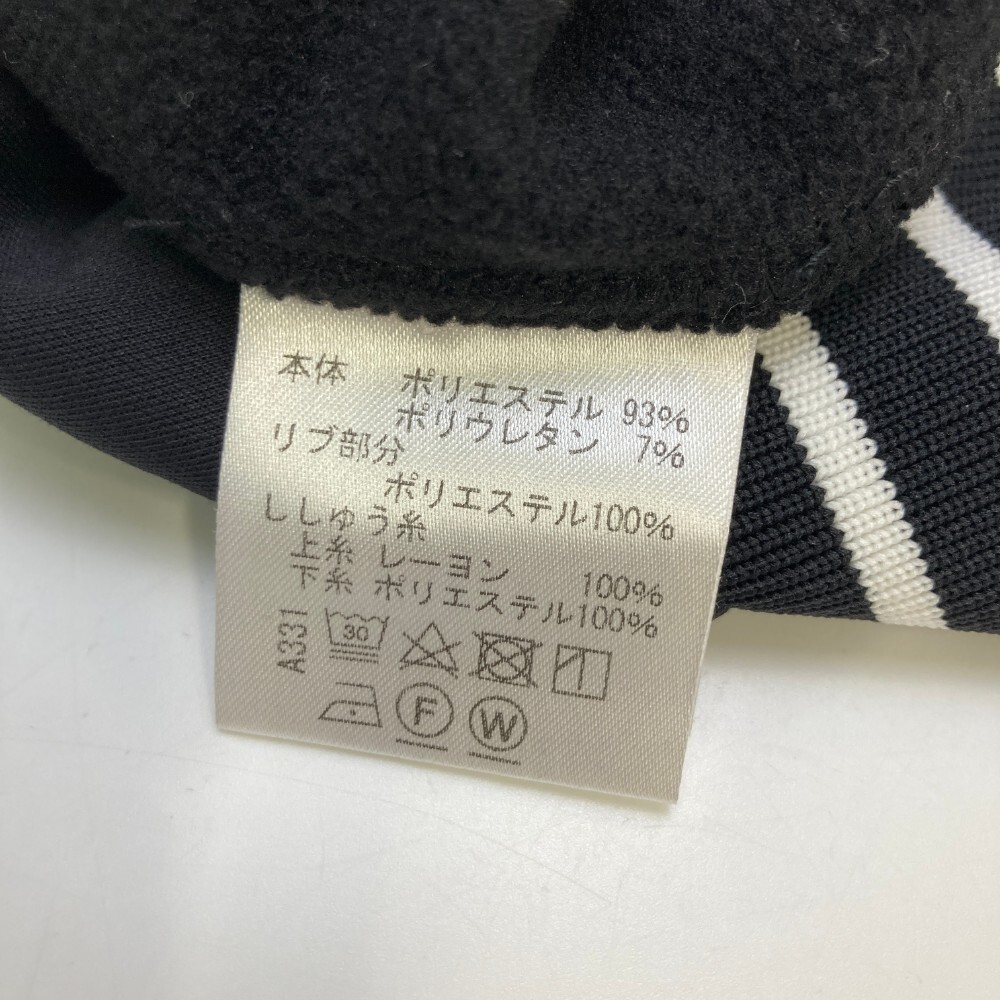 本体 ポリエステル 93%
ポリウレタン 7%
リブ部分
ポリエステル100%
ししゅう糸
上糸 レーヨン 100%
下糸 ポリエステル100%
A331 30
F W